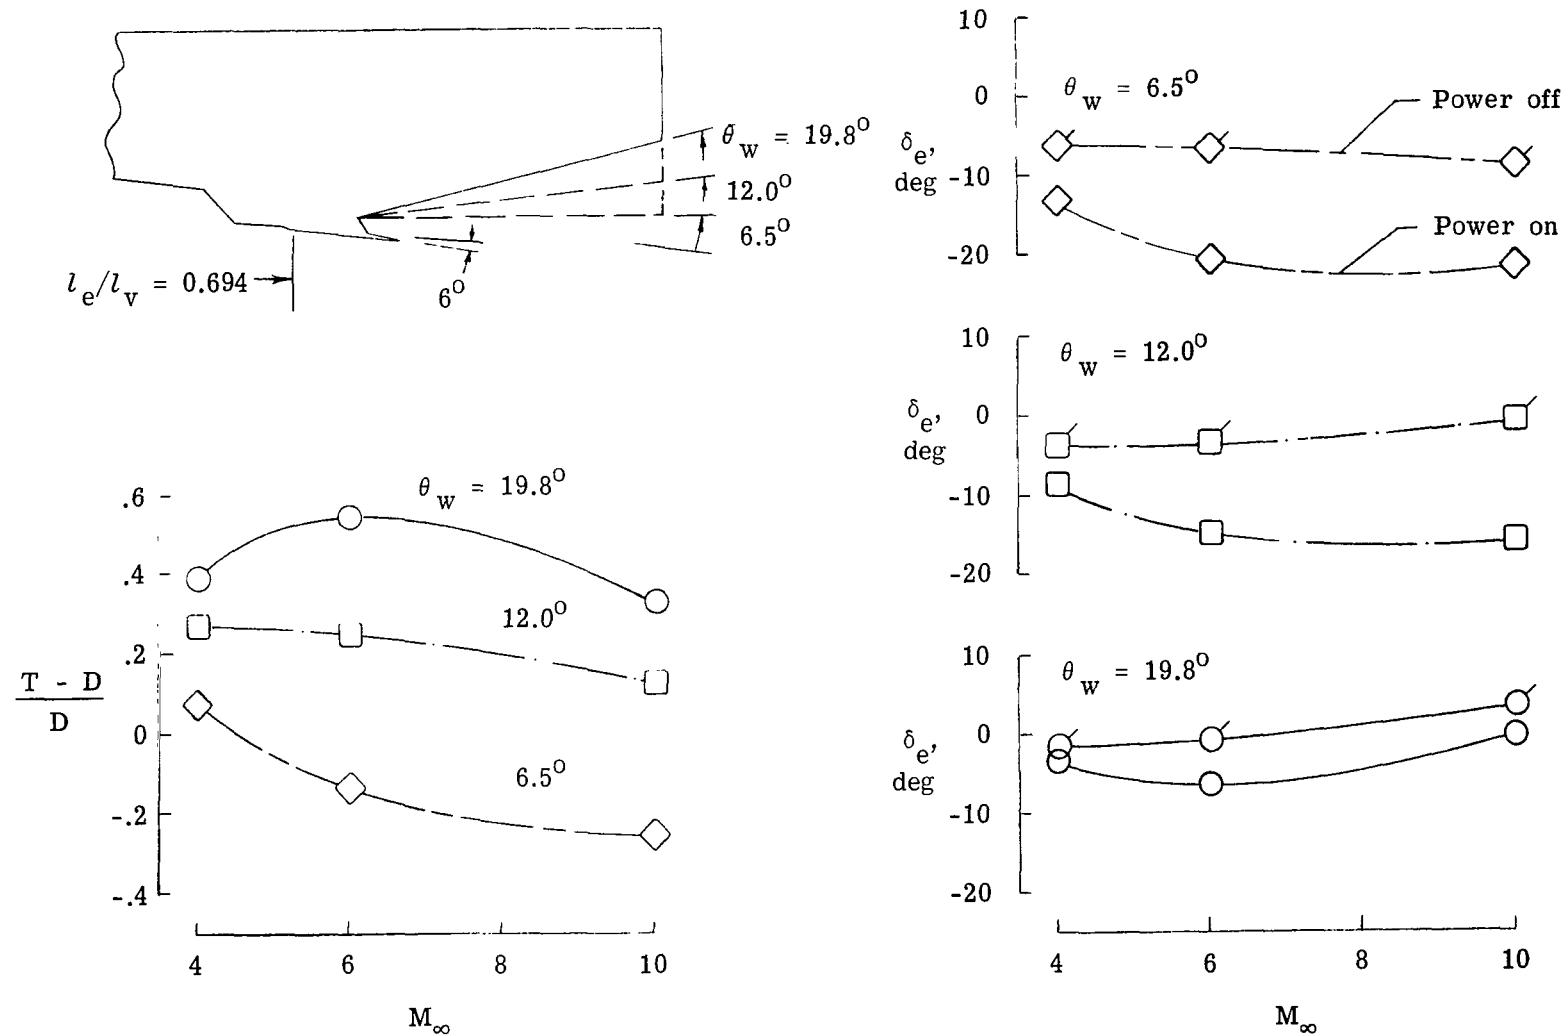 θw = 19.8°
12.0°
6.5°
6°
le/lv = 0.694
T - D
D
.6
.4
.2
0
-.2
-.4
θw = 19.8°
12.0°
6.5°
4 6 8 10
M∞
δe,
deg
10
0
-10
-20
θw = 6.5°
Power off
Power on
δe,
deg
10
0
-10
-20
θw = 12.0°
δe,
deg
10
0
-10
-20
θw = 19.8°
4 6 8 10
M∞